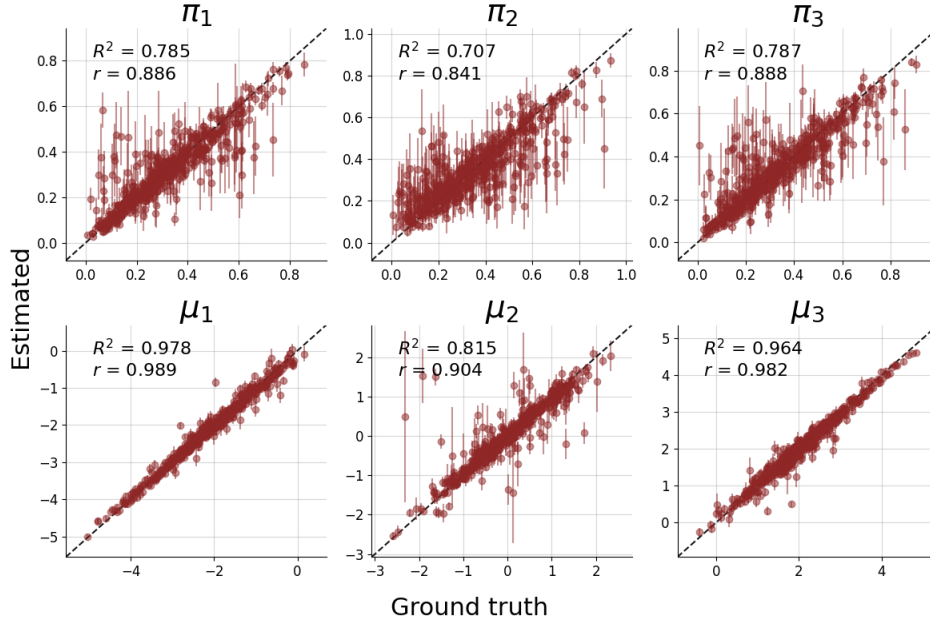 π₁
R² = 0.785
r = 0.886
0.8
0.6
0.4
0.2
0.0
0.0 0.2 0.4 0.6 0.8
π₂
R² = 0.707
r = 0.841
1.0
0.8
0.6
0.4
0.2
0.0
0.0 0.2 0.4 0.6 0.8 1.0
π₃
R² = 0.787
r = 0.888
0.8
0.6
0.4
0.2
0.0
0.0 0.2 0.4 0.6 0.8
Estimated
μ₁
R² = 0.978
r = 0.989
0
−1
−2
−3
−4
−5
−4 −2 0
μ₂
R² = 0.815
r = 0.904
2
1
0
−1
−2
−3
−3 −2 −1 0 1 2
μ₃
R² = 0.964
r = 0.982
5
4
3
2
1
0
0 2 4
Ground truth